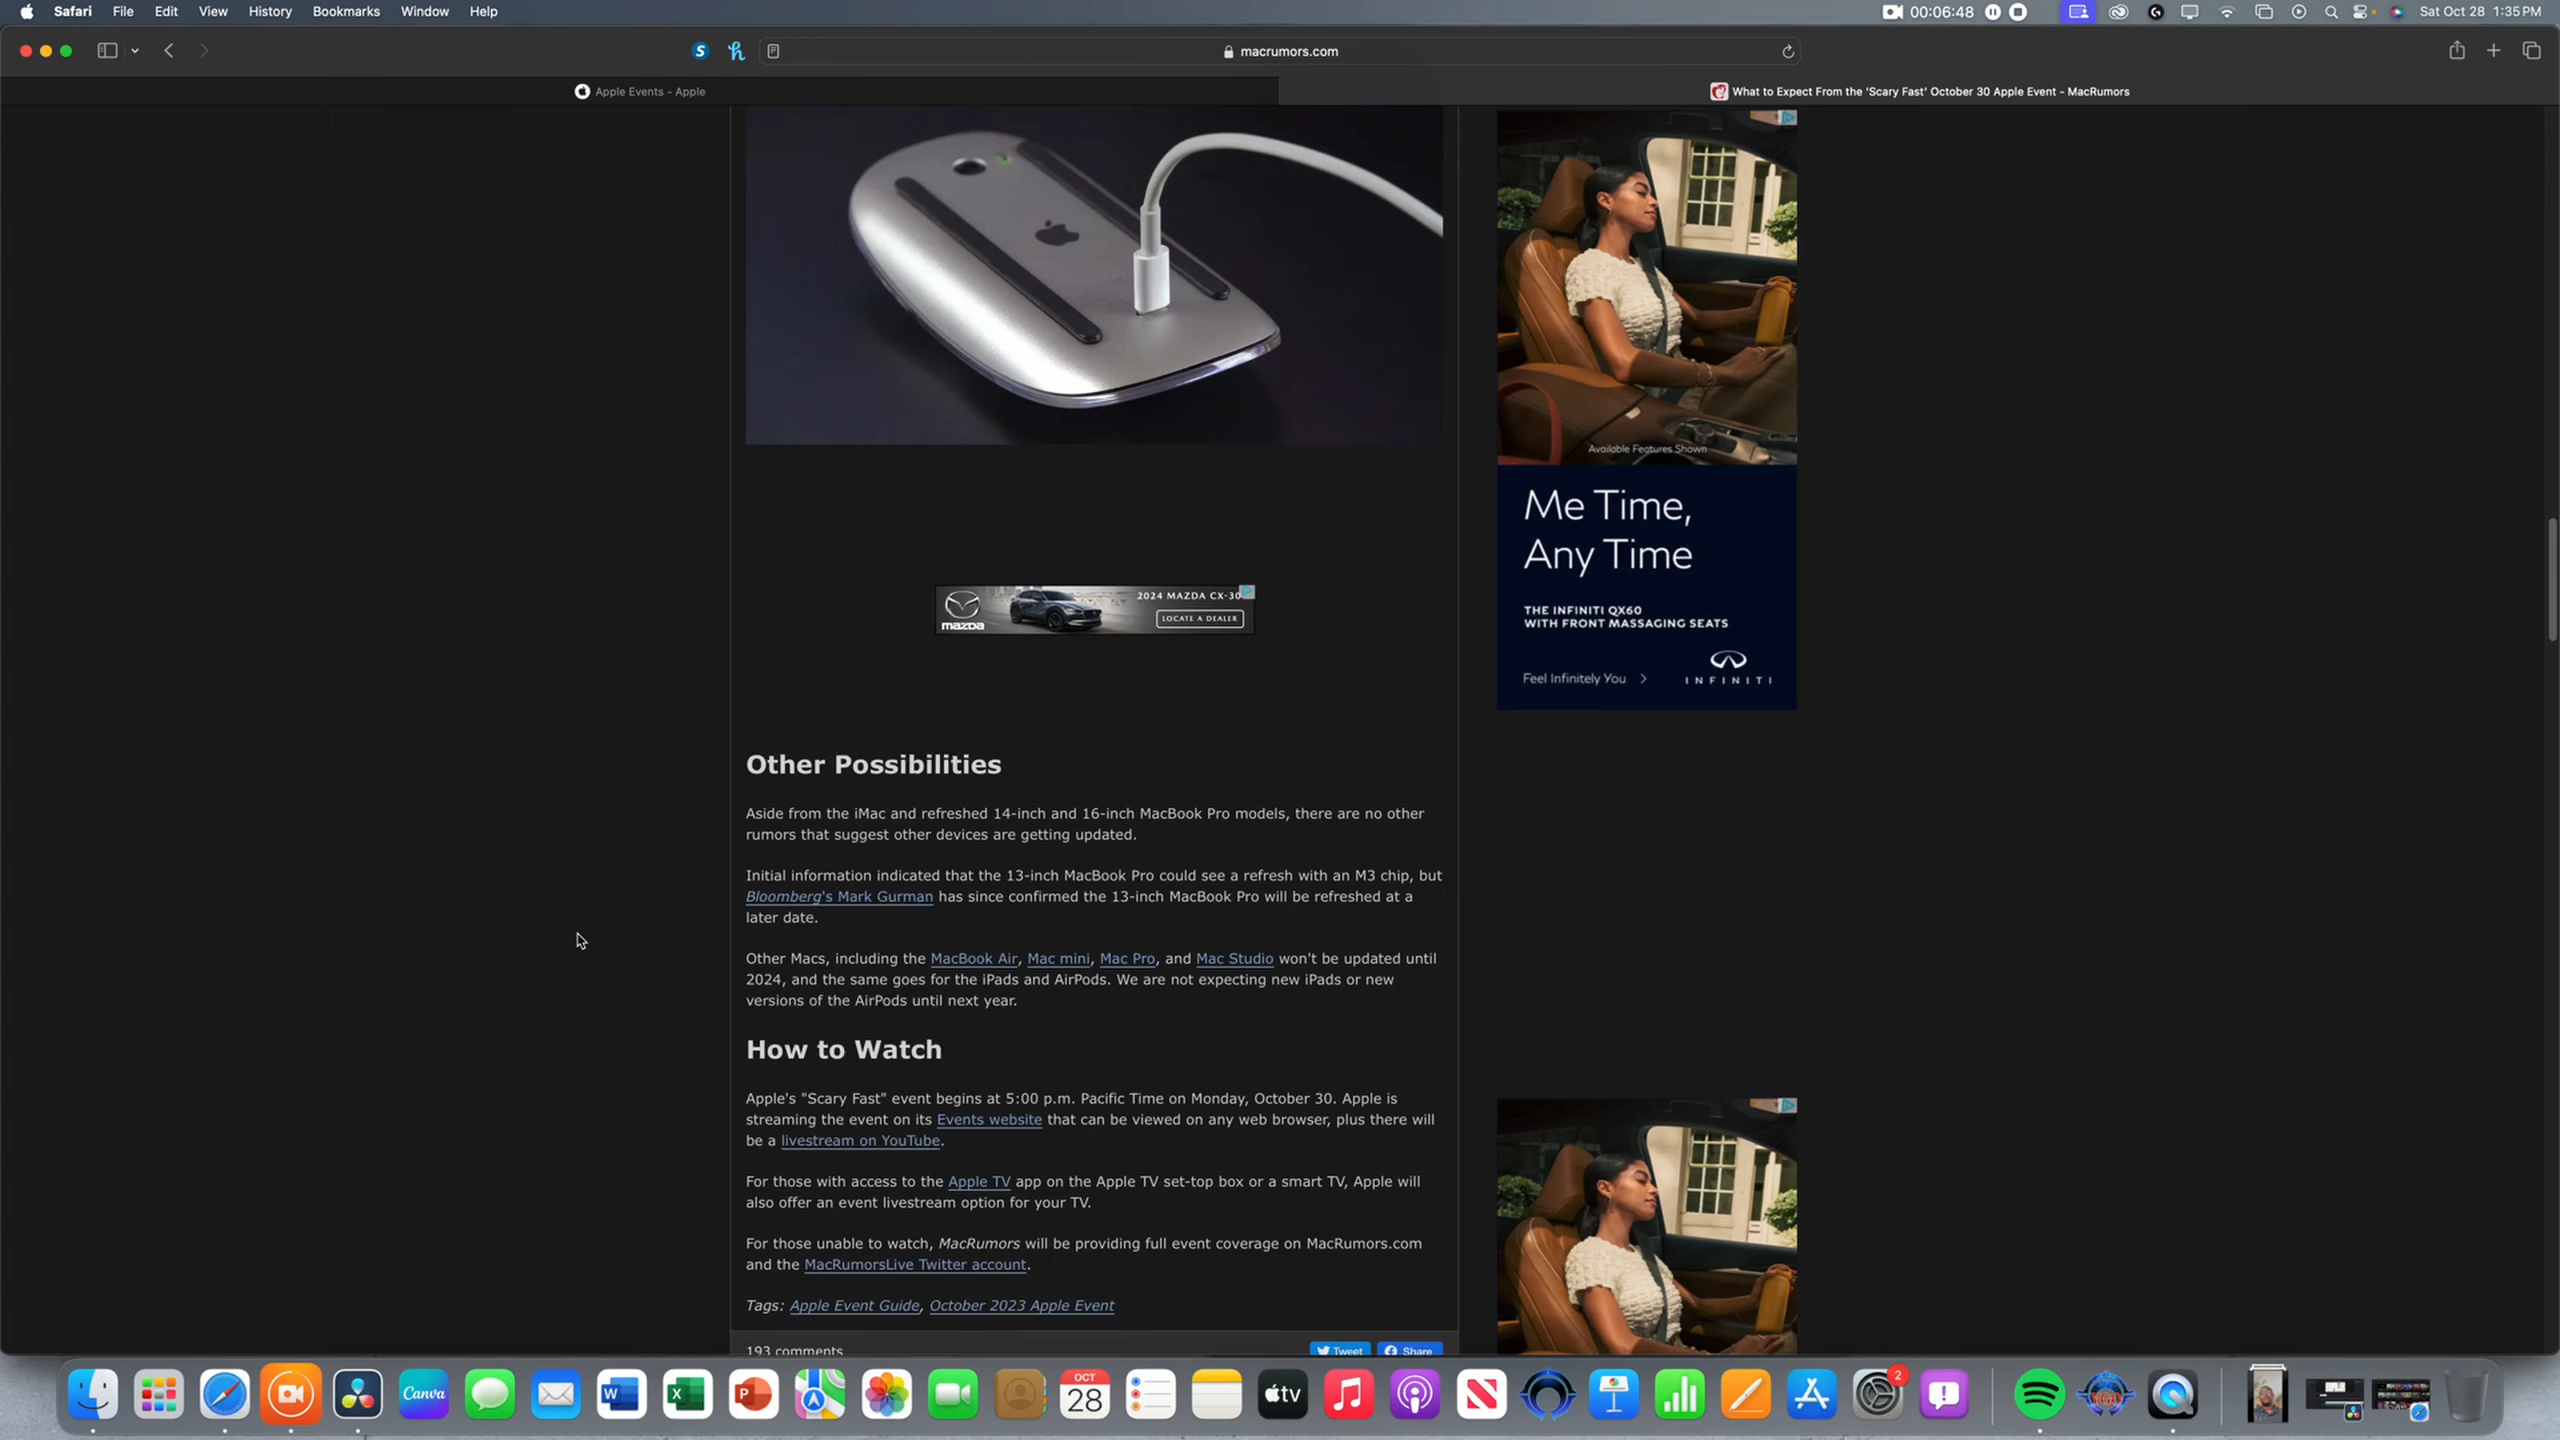 Safari File Edit View History Bookmarks Window Help 00:06:48 Sat Oct 28 1:35 PM
macrumors.com
Apple Events - Apple
What to Expect From the 'Scary Fast' October 30 Apple Event - MacRumors
Available Features Shown
Me Time,
Any Time
THE INFINITI QX60
WITH FRONT MASSAGING SEATS
Feel Infinitely You >
INFINITI
2024 MAZDA CX-30
mazda
LOCATE A DEALER
Other Possibilities
Aside from the iMac and refreshed 14-inch and 16-inch MacBook Pro models, there are no other
rumors that suggest other devices are getting updated.
Initial information indicated that the 13-inch MacBook Pro could see a refresh with an M3 chip, but
Bloomberg's Mark Gurman has since confirmed the 13-inch MacBook Pro will be refreshed at a
later date.
Other Macs, including the MacBook Air, Mac mini, Mac Pro, and Mac Studio won't be updated until
2024, and the same goes for the iPads and AirPods. We are not expecting new iPads or new
versions of the AirPods until next year.
How to Watch
Apple's "Scary Fast" event begins at 5:00 p.m. Pacific Time on Monday, October 30. Apple is
streaming the event on its Events website that can be viewed on any web browser, plus there will
be a livestream on YouTube.
For those with access to the Apple TV app on the Apple TV set-top box or a smart TV, Apple will
also offer an event livestream option for your TV.
For those unable to watch, MacRumors will be providing full event coverage on MacRumors.com
and the MacRumorsLive Twitter account.
Tags: Apple Event Guide, October 2023 Apple Event
193 comments
Tweet
Share
Canva
W
X
P
OCT
28
tv
2